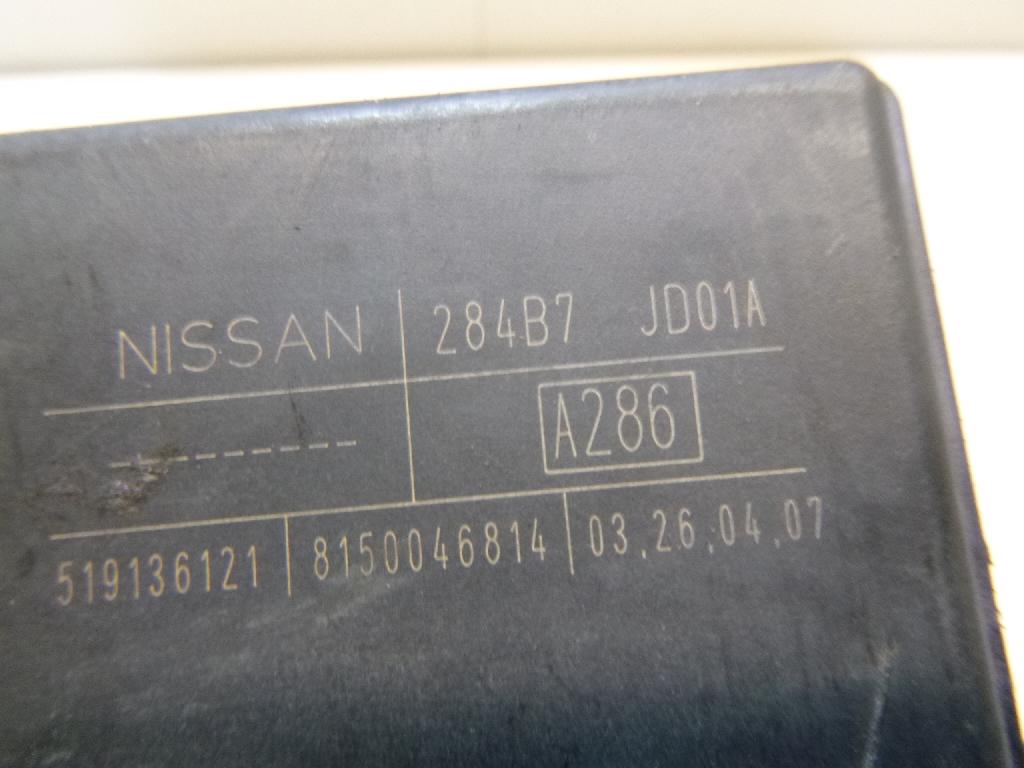 NISSAN 284B7 JD01A
--------- A286
519136121 8150046814 03.26.04.07